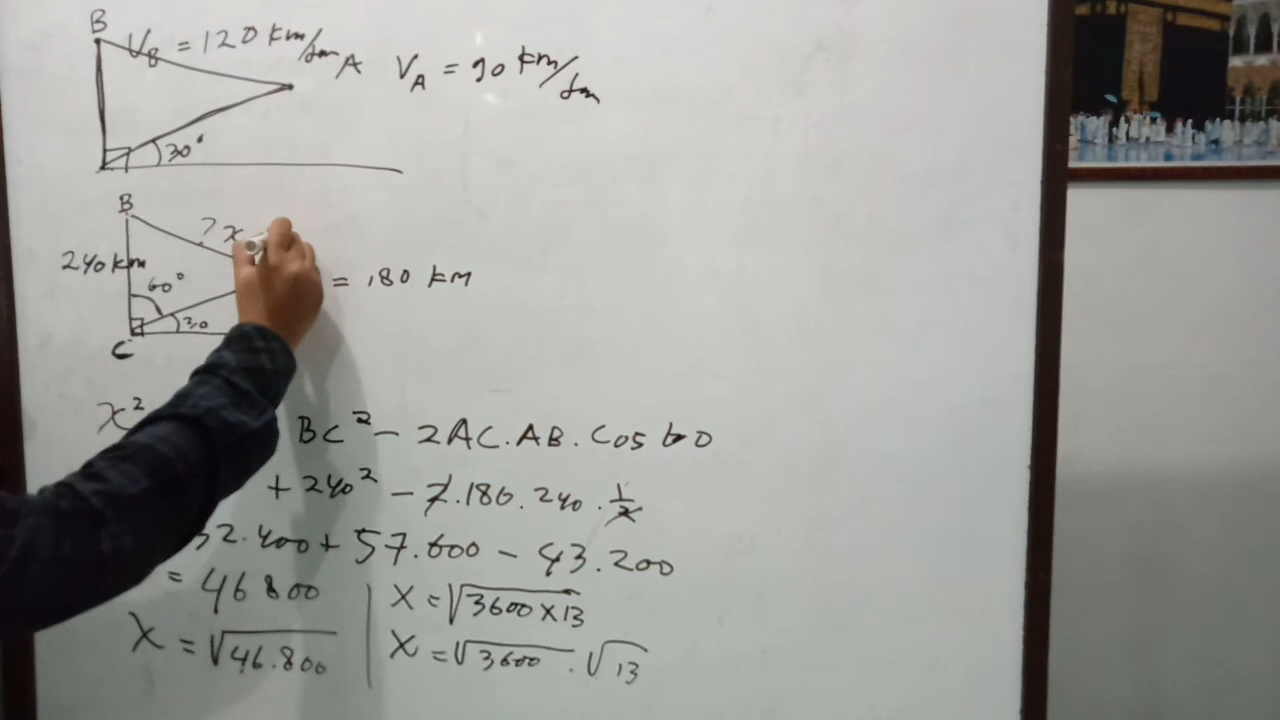 B
V_B = 120 km/Jam A V_A = 90 km/Jam
30°
B
? x
240 km
60°
= 180 km
30
C
x² BC² - 2AC.AB.Cos 60
+ 240² - 2.180.240.1/2
32.400 + 57.600 - 43.200
= 46800
x = √46.800
x = √3600 x 13
x = √3600 . √13